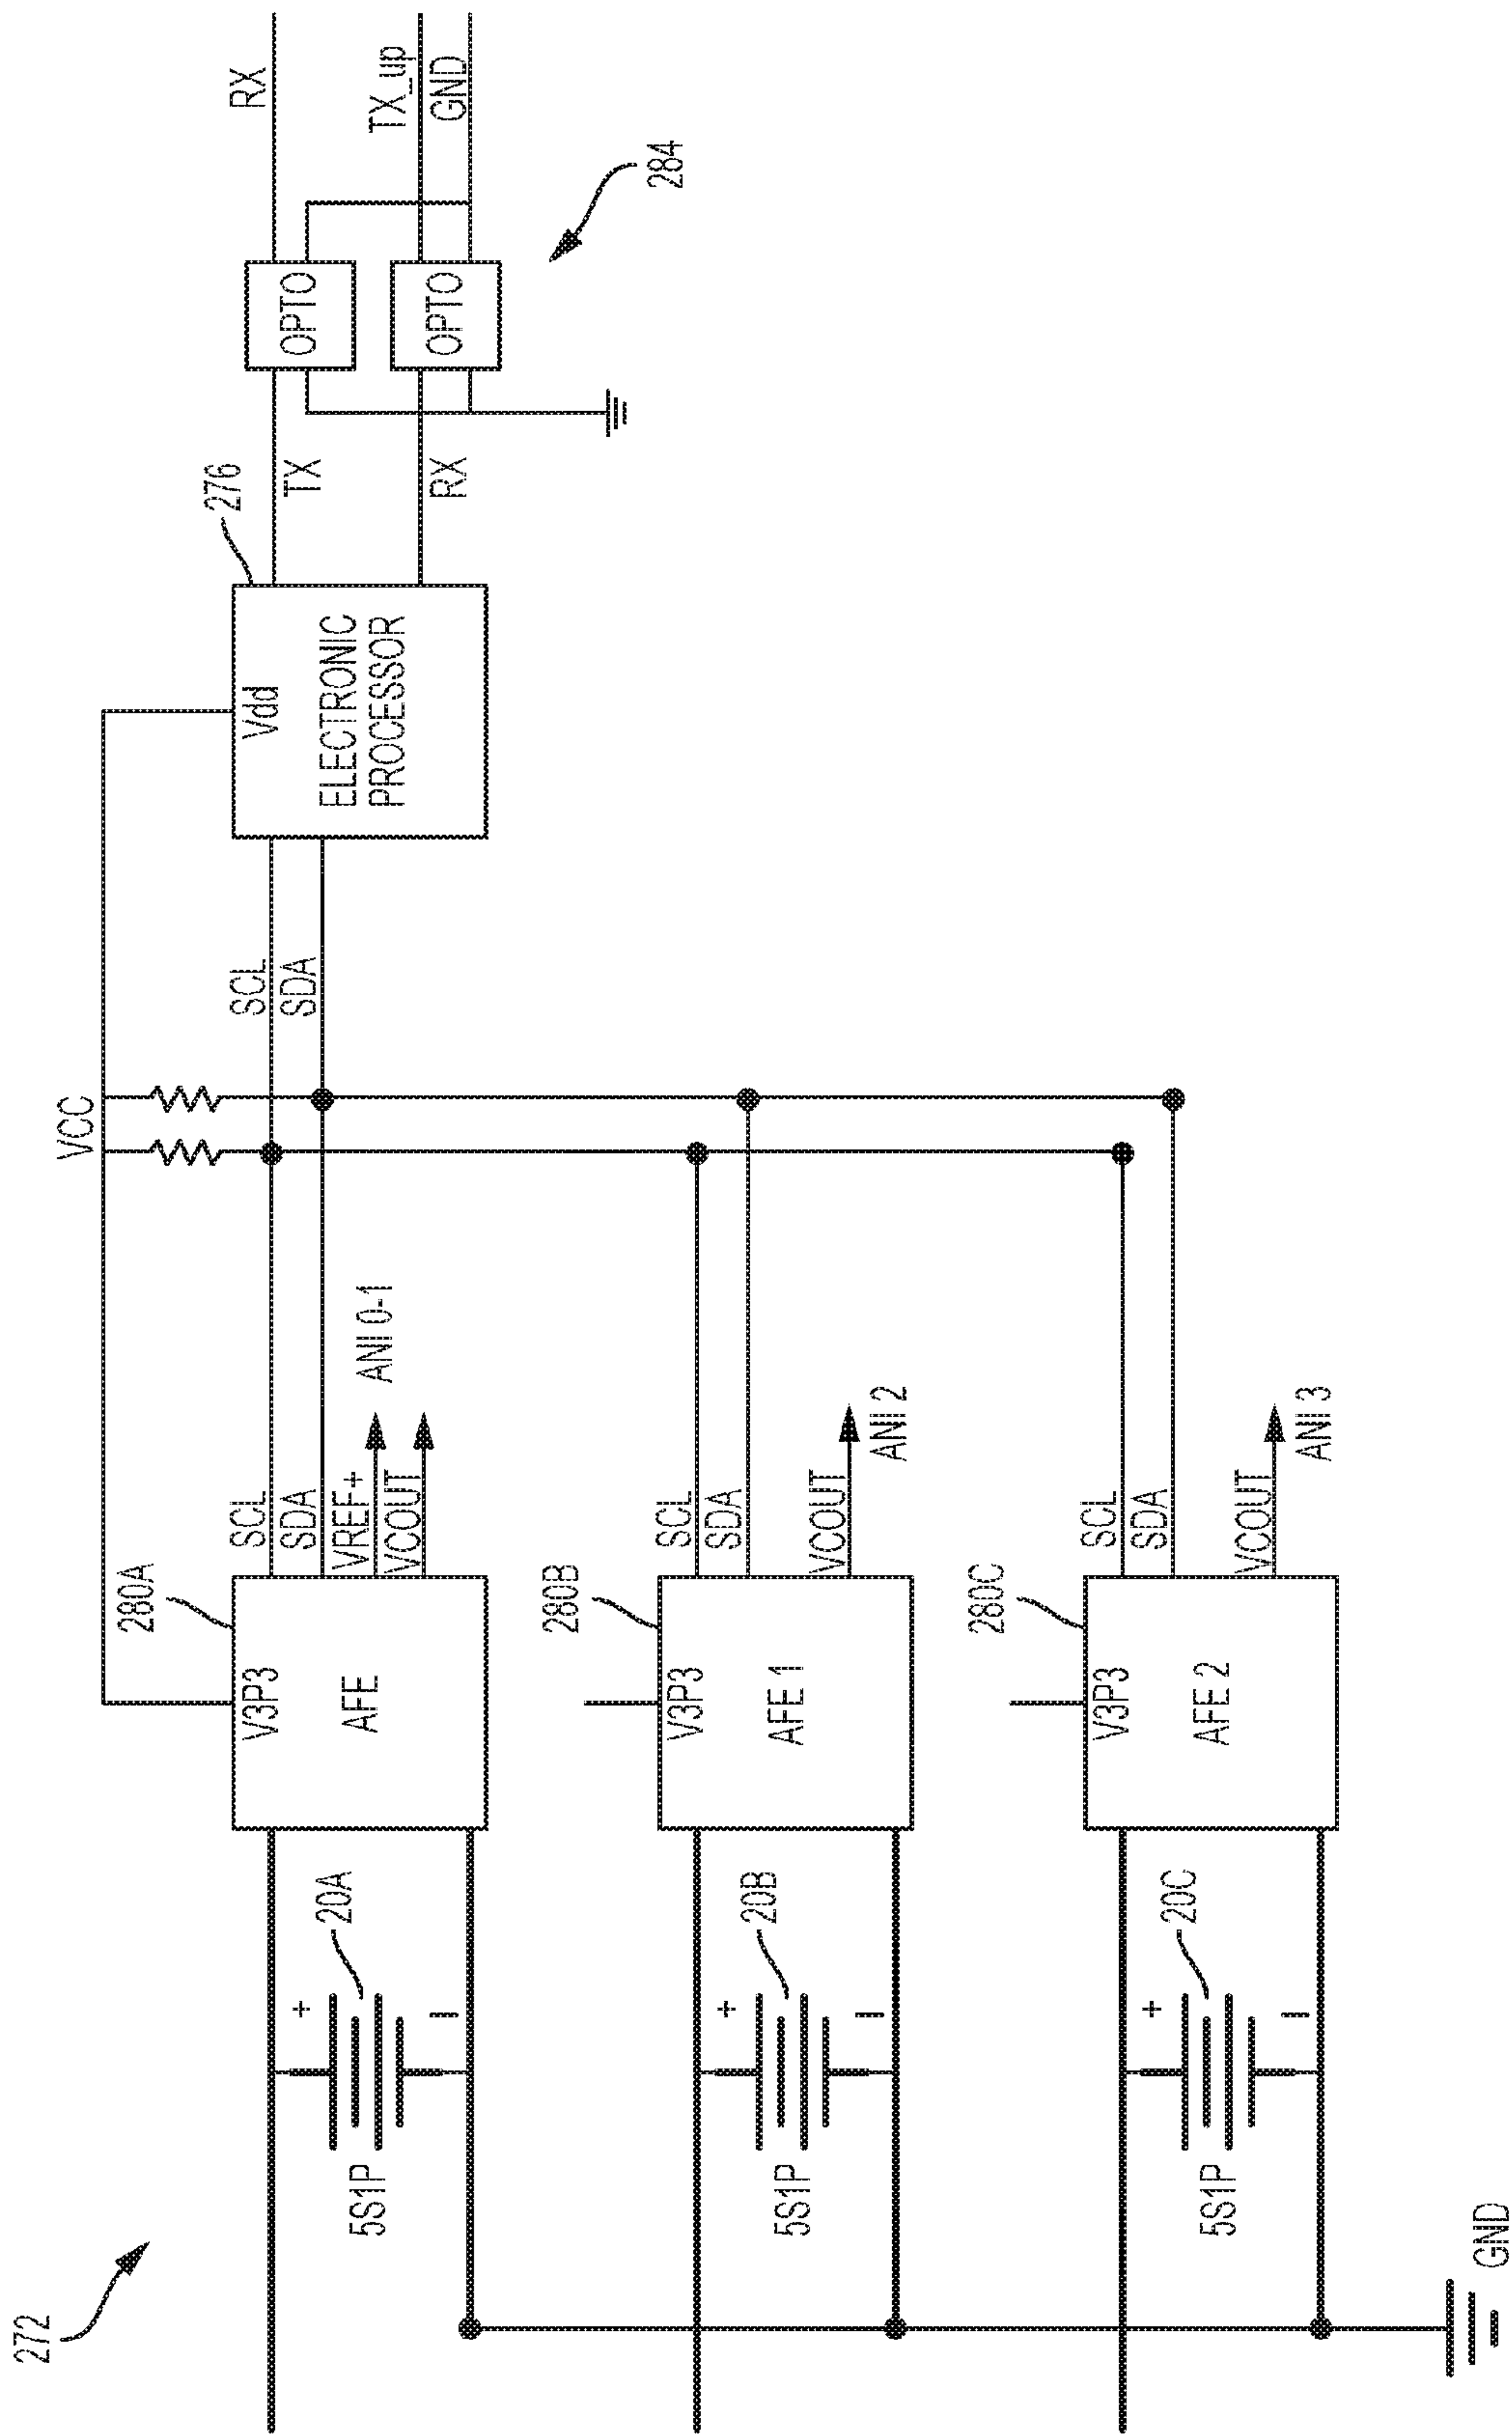 272
VCC
276
Vdd
ELECTRONIC
PROCESSOR
SCL
SDA
TX
RX
OPTO
OPTO
RX
TX_up
GND
284
280A
V3P3
AFE
SCL
SDA
VREF+
VCOUT
ANI 0-1
20A
+
–
5S1P
280B
V3P3
AFE 1
SCL
SDA
VCOUT
ANI 2
20B
+
–
5S1P
280C
V3P3
AFE 2
SCL
SDA
VCOUT
ANI 3
20C
+
–
5S1P
GND